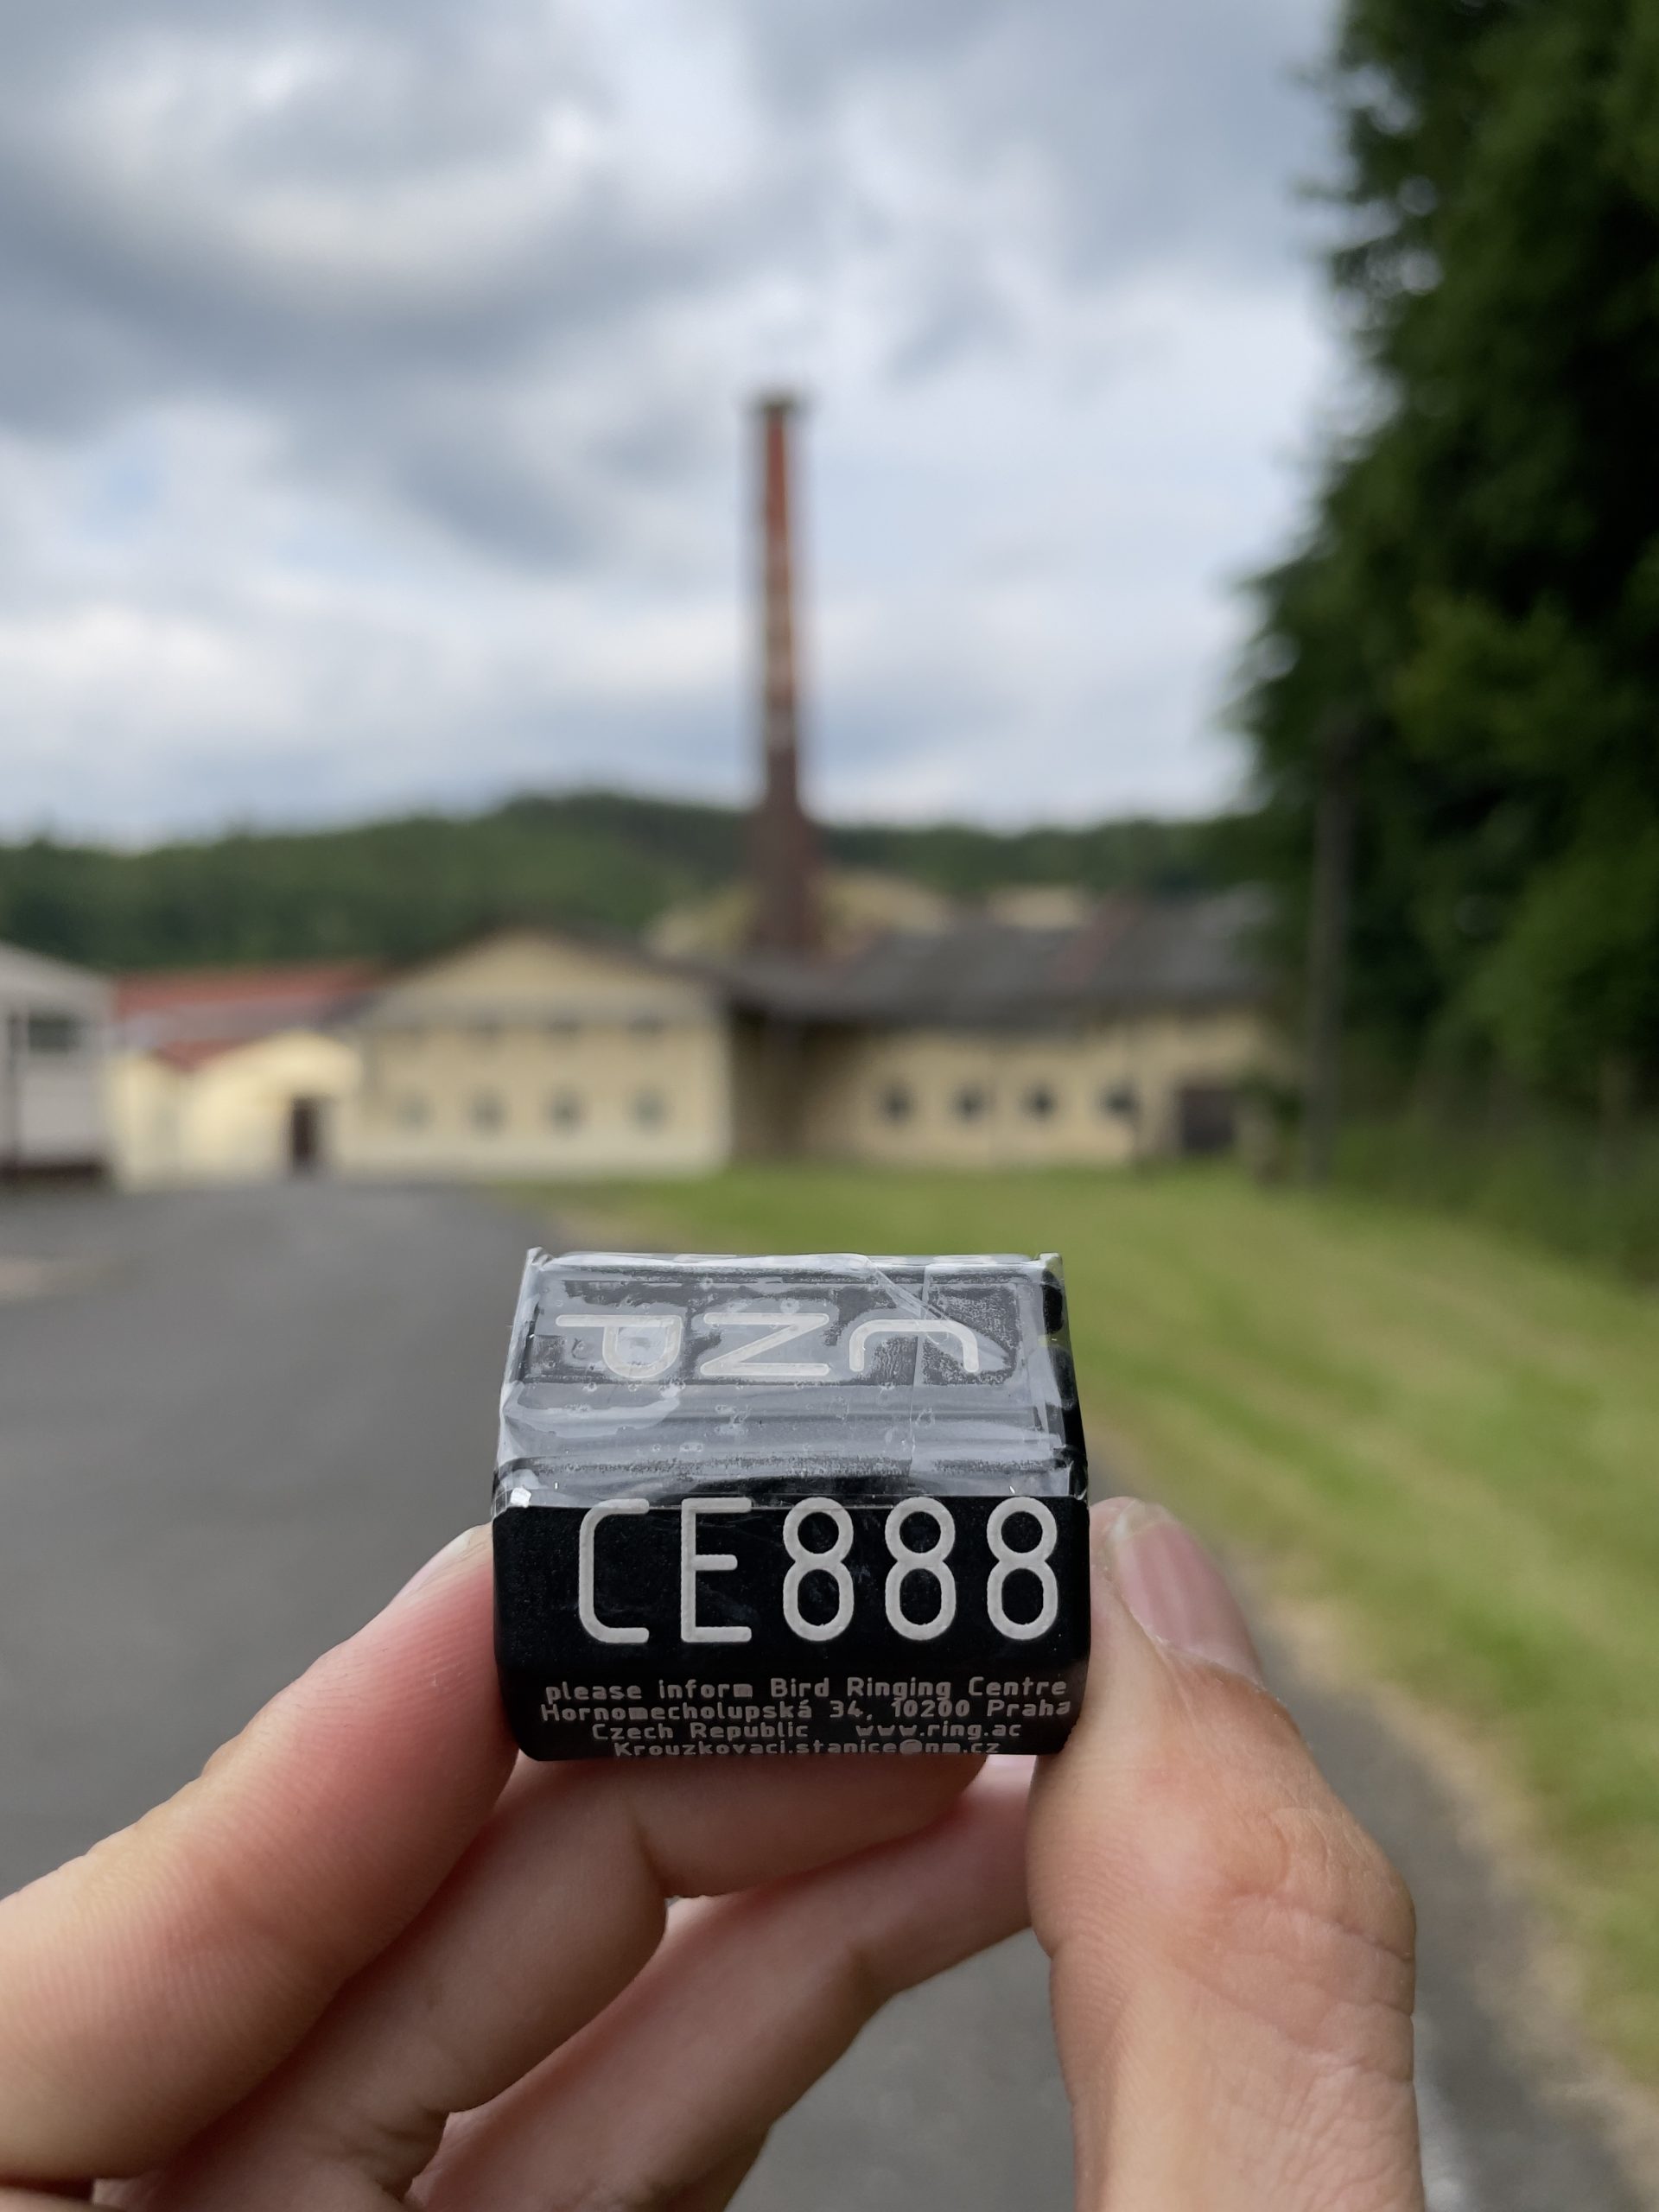 CZP
CE888
please inform Bird Ringing Centre
Hornomecholupská 34, 10200 Praha
Czech Republic www.ring.ac
Krouzkovaci.stanice@nm.cz